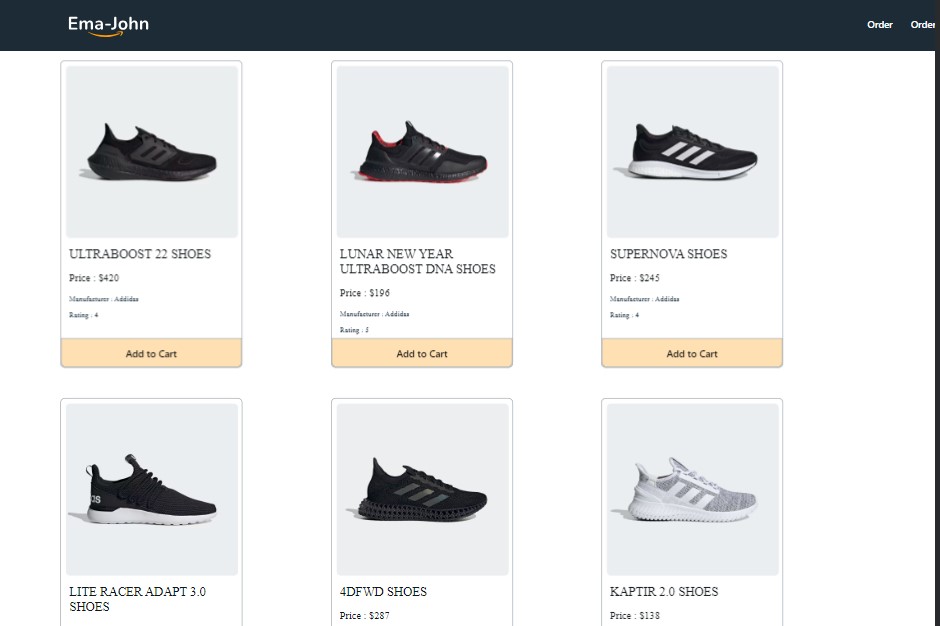 Ema-John
Order
Order
ULTRABOOST 22 SHOES
Price : $420
Manufacturer : Addidas
Rating : 4
Add to Cart
LUNAR NEW YEAR
ULTRABOOST DNA SHOES
Price : $196
Manufacturer : Addidas
Rating : 5
Add to Cart
SUPERNOVA SHOES
Price : $245
Manufacturer : Addidas
Rating : 4
Add to Cart
LITE RACER ADAPT 3.0
SHOES
4DFWD SHOES
Price : $287
KAPTIR 2.0 SHOES
Price : $138